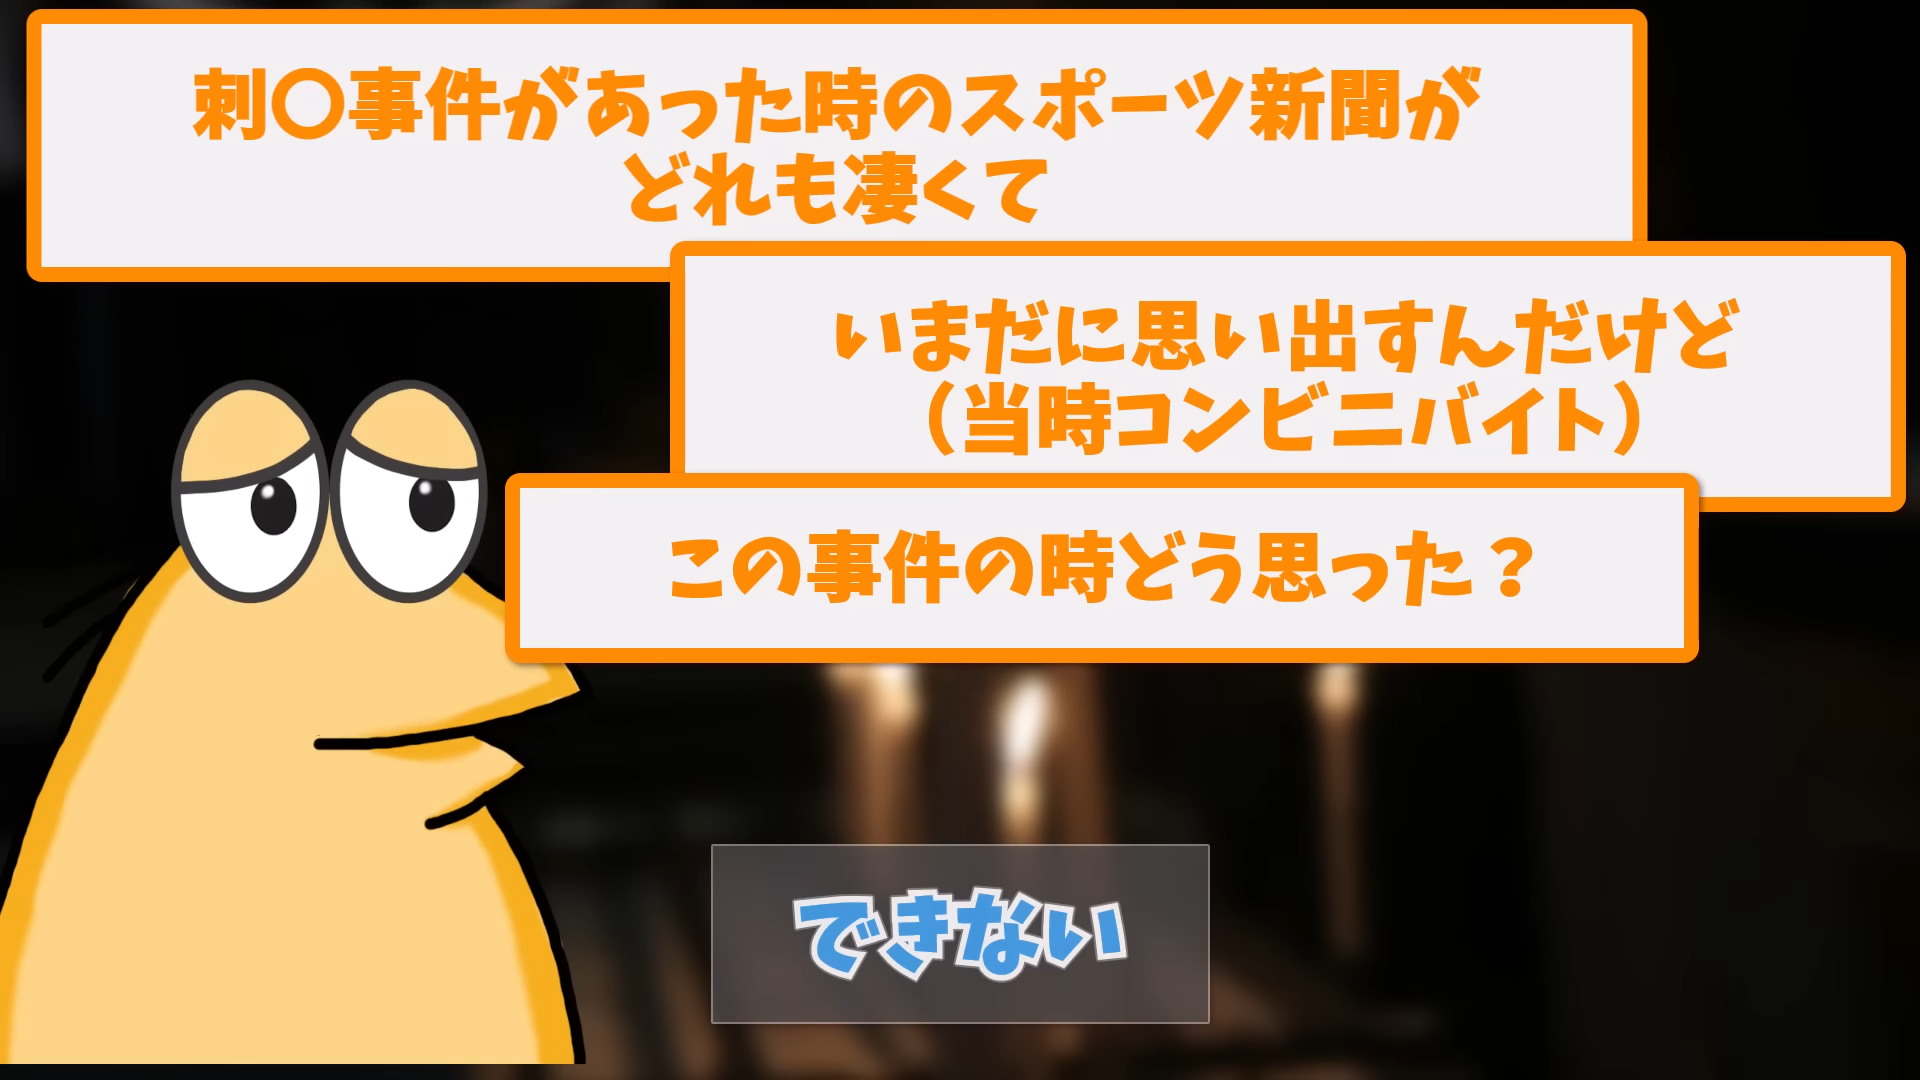 刺〇事件があった時のスポーツ新聞が
どれも凄くて
いまだに思い出すんだけど
（当時コンビニバイト）
この事件の時どう思った？
できない